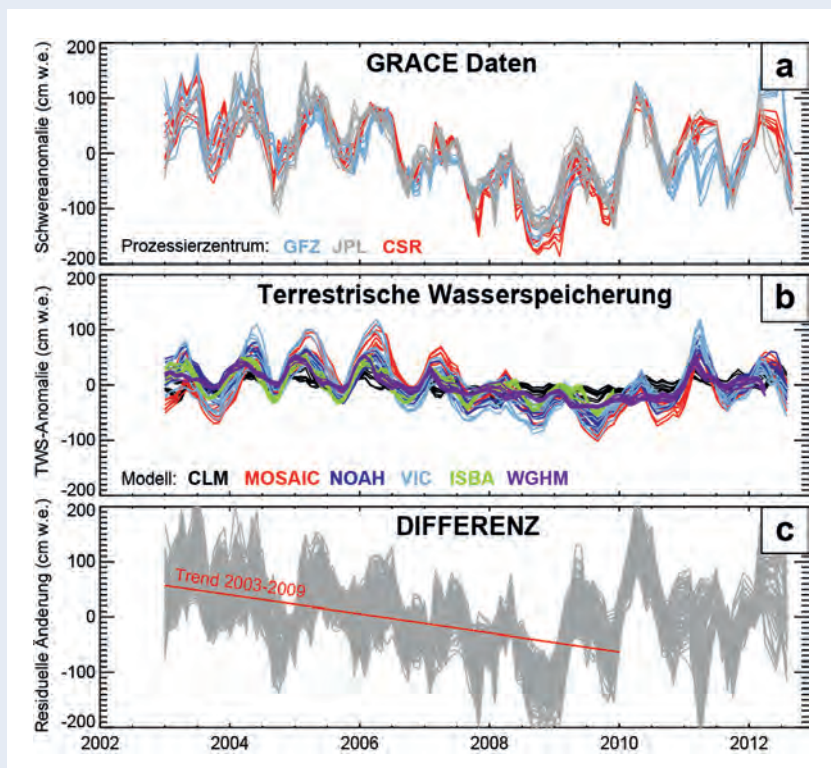 GRACE Daten
a
Schwereanomalie (cm w.e.)
200
100
0
-100
-200
Prozessierzentrum: GFZ JPL CSR
Terrestrische Wasserspeicherung
b
TWS-Anomalie (cm w.e.)
200
100
0
-100
-200
Modell: CLM MOSAIC NOAH VIC ISBA WGHM
DIFFERENZ
c
Residuelle Änderung (cm w.e.)
200
100
0
-100
-200
Trend 2003-2009
2002 2004 2006 2008 2010 2012